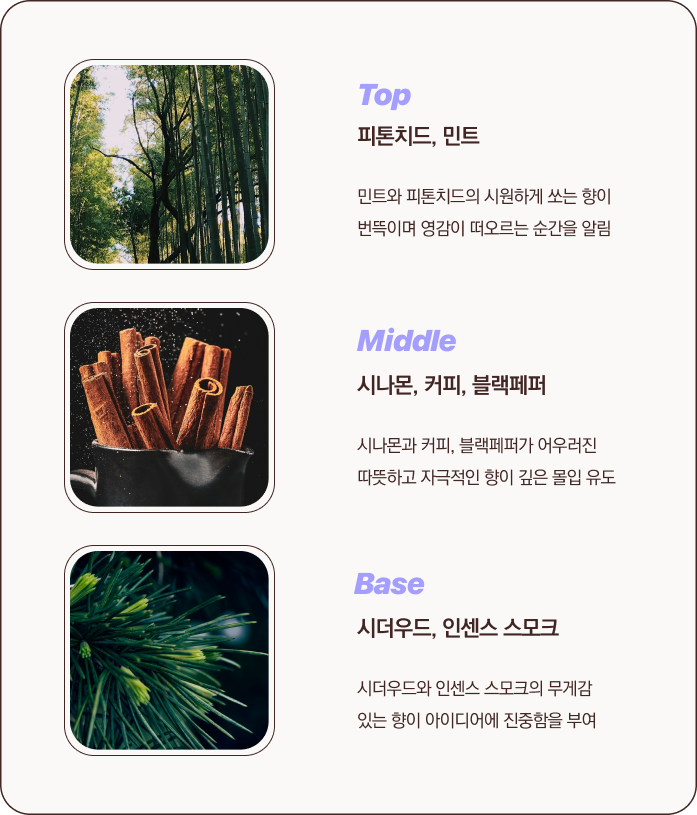 Top
피톤치드, 민트
민트와 피톤치드의 시원하게 쏘는 향이
번뜩이며 영감이 떠오르는 순간을 알림
Middle
시나몬, 커피, 블랙페퍼
시나몬과 커피, 블랙페퍼가 어우러진
따뜻하고 자극적인 향이 깊은 몰입 유도
Base
시더우드, 인센스 스모크
시더우드와 인센스 스모크의 무게감
있는 향이 아이디어에 진중함을 부여